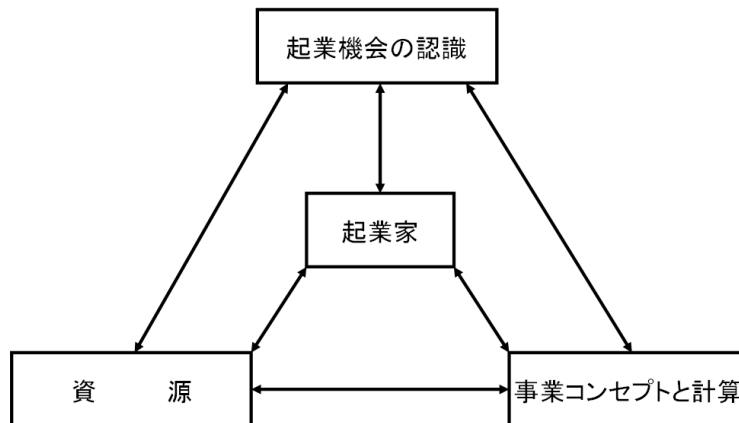 起業機会の認識
起業家
資　　源
事業コンセプトと計算